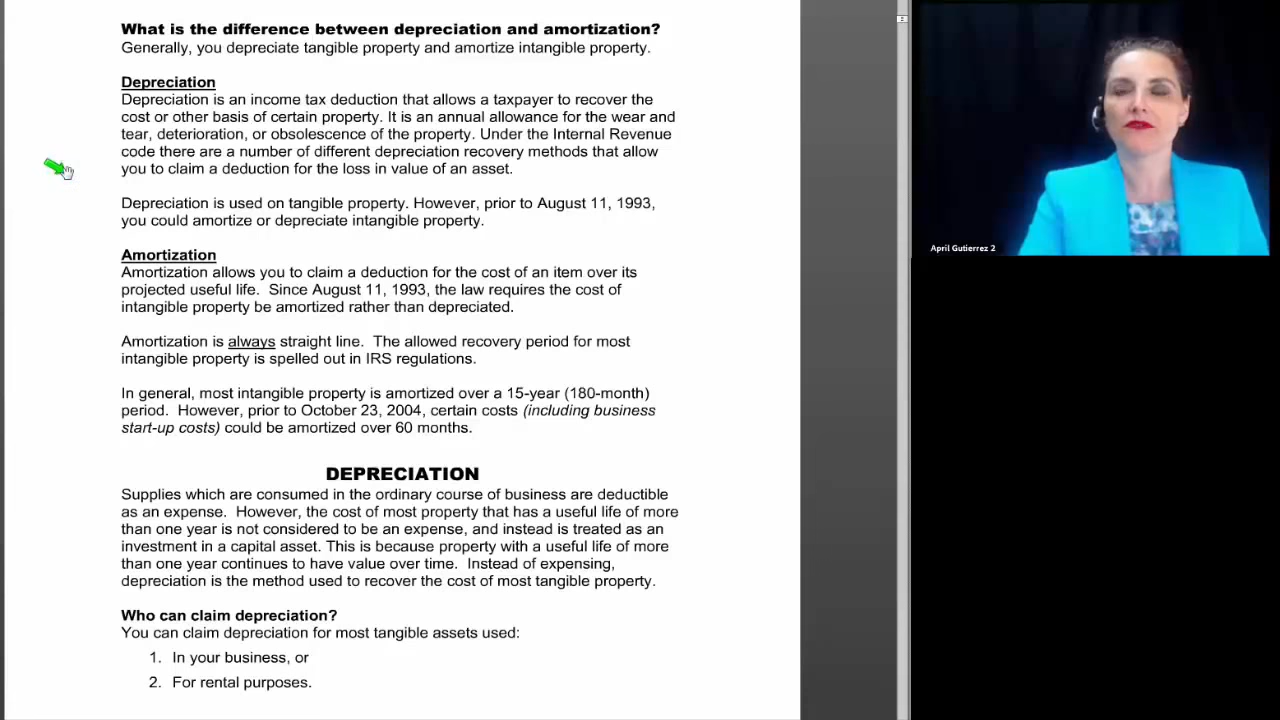 What is the difference between depreciation and amortization?
Generally, you depreciate tangible property and amortize intangible property.
Depreciation
Depreciation is an income tax deduction that allows a taxpayer to recover the
cost or other basis of certain property. It is an annual allowance for the wear and
tear, deterioration, or obsolescence of the property. Under the Internal Revenue
code there are a number of different depreciation recovery methods that allow
you to claim a deduction for the loss in value of an asset.
Depreciation is used on tangible property. However, prior to August 11, 1993,
you could amortize or depreciate intangible property.
Amortization
Amortization allows you to claim a deduction for the cost of an item over its
projected useful life.  Since August 11, 1993, the law requires the cost of
intangible property be amortized rather than depreciated.
Amortization is always straight line.  The allowed recovery period for most
intangible property is spelled out in IRS regulations.
In general, most intangible property is amortized over a 15-year (180-month)
period.  However, prior to October 23, 2004, certain costs (including business
start-up costs) could be amortized over 60 months.
DEPRECIATION
Supplies which are consumed in the ordinary course of business are deductible
as an expense.  However, the cost of most property that has a useful life of more
than one year is not considered to be an expense, and instead is treated as an
investment in a capital asset. This is because property with a useful life of more
than one year continues to have value over time.  Instead of expensing,
depreciation is the method used to recover the cost of most tangible property.
Who can claim depreciation?
You can claim depreciation for most tangible assets used:
1. In your business, or
2. For rental purposes.
April Gutierrez 2